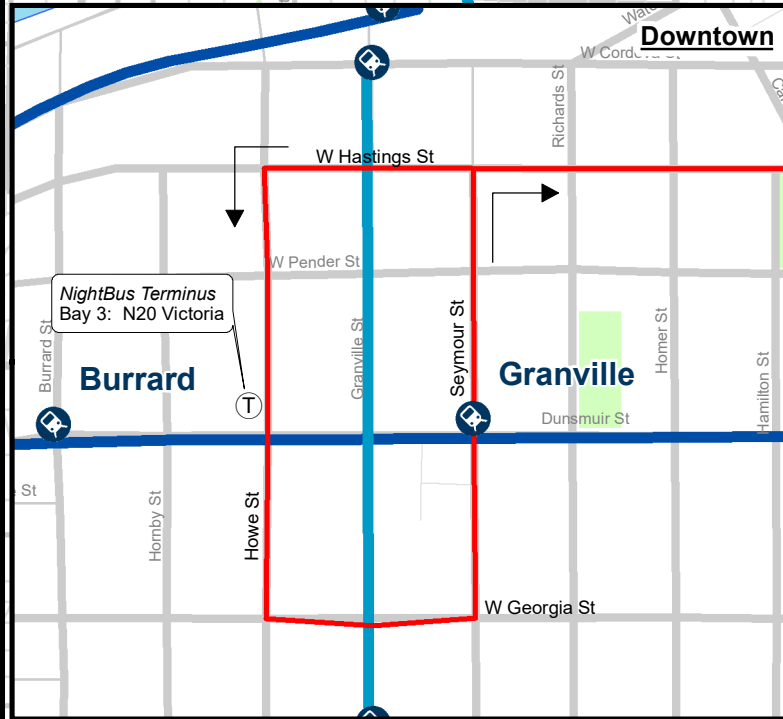 Downtown
W Cordova St
Richards St
W Hastings St
W Pender St
NightBus Terminus
Bay 3: N20 Victoria
Burrard St
Granville St
Seymour St
Homer St
Hamilton St
Burrard
Granville
T
Dunsmuir St
St
Hornby St
Howe St
W Georgia St